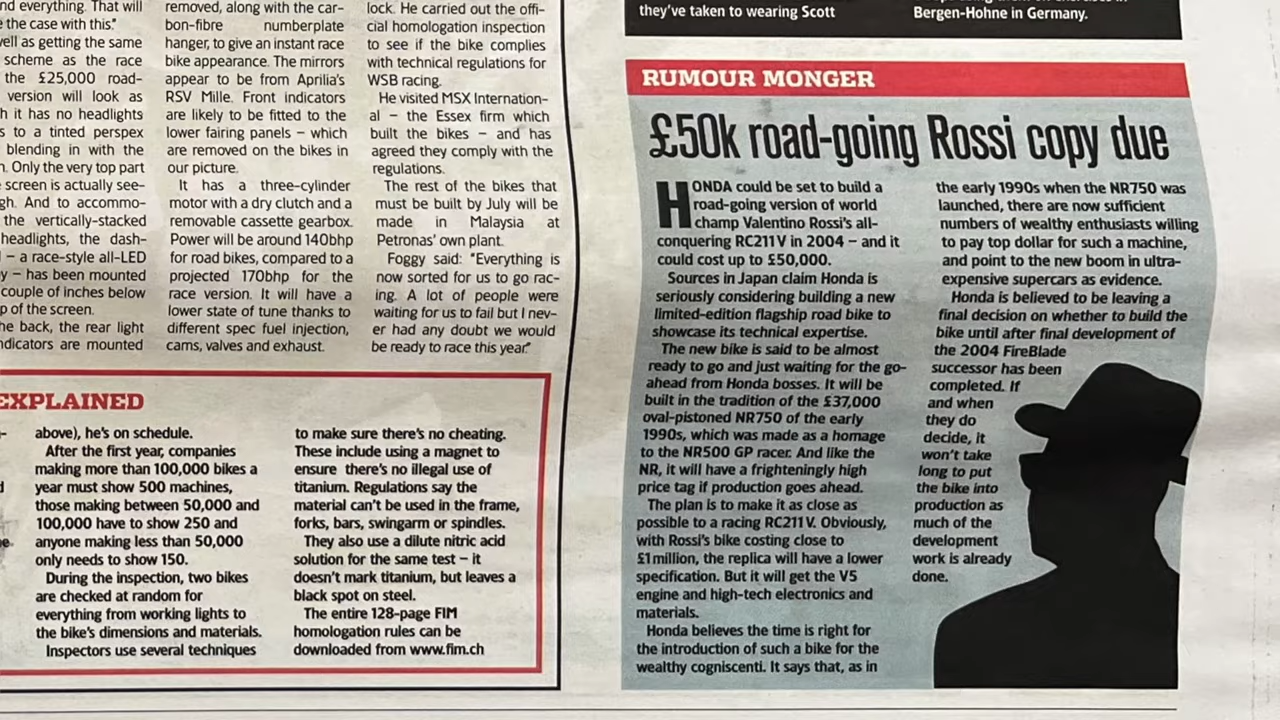 nd everything. That will
e the case with this."
ell as getting the same
scheme as the race
the £25,000 road-
version will look as
h it has no headlights
s to a tinted perspex
blending in with the
n. Only the very top part
screen is actually see-
gh. And to accommo-
the vertically-stacked
headlights, the dash-
– a race-style all-LED
y – has been mounted
couple of inches below
p of the screen.
he back, the rear light
ndicators are mounted
removed, along with the car-
bon-fibre numberplate
hanger, to give an instant race
bike appearance. The mirrors
appear to be from Aprilia's
RSV Mille. Front indicators
are likely to be fitted to the
lower fairing panels – which
are removed on the bikes in
our picture.
It has a three-cylinder
motor with a dry clutch and a
removable cassette gearbox.
Power will be around 140bhp
for road bikes, compared to a
projected 170bhp for the
race version. It will have a
lower state of tune thanks to
different spec fuel injection,
cams, valves and exhaust.
lock. He carried out the offi-
cial homologation inspection
to see if the bike complies
with technical regulations for
WSB racing.
He visited MSX Internation-
al – the Essex firm which
built the bikes – and has
agreed they comply with the
regulations.
The rest of the bikes that
must be built by July will be
made in Malaysia at
Petronas' own plant.
Foggy said: "Everything is
now sorted for us to go rac-
ing. A lot of people were
waiting for us to fail but I nev-
er had any doubt we would
be ready to race this year."
EXPLAINED
above), he's on schedule.
After the first year, companies
making more than 100,000 bikes a
year must show 500 machines,
those making between 50,000 and
100,000 have to show 250 and
anyone making less than 50,000
only needs to show 150.
During the inspection, two bikes
are checked at random for
everything from working lights to
the bike's dimensions and materials.
Inspectors use several techniques
to make sure there's no cheating.
These include using a magnet to
ensure there's no illegal use of
titanium. Regulations say the
material can't be used in the frame,
forks, bars, swingarm or spindles.
They also use a dilute nitric acid
solution for the same test – it
doesn't mark titanium, but leaves a
black spot on steel.
The entire 128-page FIM
homologation rules can be
downloaded from www.fim.ch
they've taken to wearing Scott
Bergen-Hohne in Germany.
RUMOUR MONGER
£50k road-going Rossi copy due
HONDA could be set to build a
road-going version of world
champ Valentino Rossi's all-
conquering RC211V in 2004 – and it
could cost up to £50,000.
Sources in Japan claim Honda is
seriously considering building a new
limited-edition flagship road bike to
showcase its technical expertise.
The new bike is said to be almost
ready to go and just waiting for the go-
ahead from Honda bosses. It will be
built in the tradition of the £37,000
oval-pistoned NR750 of the early
1990s, which was made as a homage
to the NR500 GP racer. And like the
NR, it will have a frighteningly high
price tag if production goes ahead.
The plan is to make it as close as
possible to a racing RC211V. Obviously,
with Rossi's bike costing close to
£1million, the replica will have a lower
specification. But it will get the V5
engine and high-tech electronics and
materials.
Honda believes the time is right for
the introduction of such a bike for the
wealthy cogniscenti. It says that, as in
the early 1990s when the NR750 was
launched, there are now sufficient
numbers of wealthy enthusiasts willing
to pay top dollar for such a machine,
and point to the new boom in ultra-
expensive supercars as evidence.
Honda is believed to be leaving a
final decision on whether to build the
bike until after final development of
the 2004 FireBlade
successor has been
completed. If
and when
they do
decide, it
won't take
long to put
the bike into
production as
much of the
development
work is already
done.